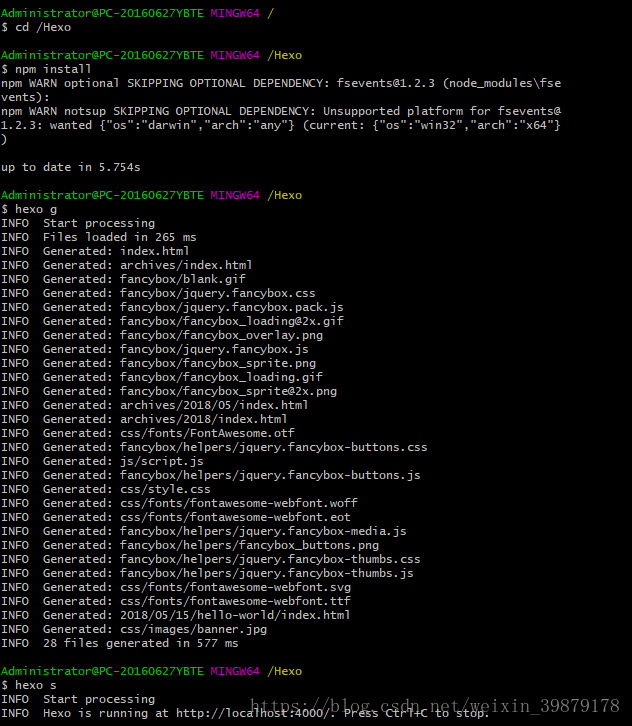 Administrator@PC-20160627YBTE MINGW64 /
$ cd /Hexo
Administrator@PC-20160627YBTE MINGW64 /Hexo
$ npm install
npm WARN optional SKIPPING OPTIONAL DEPENDENCY: fsevents@1.2.3 (node_modules\fse
vents):
npm WARN notsup SKIPPING OPTIONAL DEPENDENCY: Unsupported platform for fsevents@
1.2.3: wanted {"os":"darwin","arch":"any"} (current: {"os":"win32","arch":"x64"}
)
up to date in 5.754s
Administrator@PC-20160627YBTE MINGW64 /Hexo
$ hexo g
INFO  Start processing
INFO  Files loaded in 265 ms
INFO  Generated: index.html
INFO  Generated: archives/index.html
INFO  Generated: fancybox/blank.gif
INFO  Generated: fancybox/jquery.fancybox.css
INFO  Generated: fancybox/jquery.fancybox.pack.js
INFO  Generated: fancybox/fancybox_loading@2x.gif
INFO  Generated: fancybox/fancybox_overlay.png
INFO  Generated: fancybox/jquery.fancybox.js
INFO  Generated: fancybox/fancybox_sprite.png
INFO  Generated: fancybox/fancybox_loading.gif
INFO  Generated: fancybox/fancybox_sprite@2x.png
INFO  Generated: archives/2018/05/index.html
INFO  Generated: archives/2018/index.html
INFO  Generated: css/fonts/FontAwesome.otf
INFO  Generated: fancybox/helpers/jquery.fancybox-buttons.css
INFO  Generated: js/script.js
INFO  Generated: fancybox/helpers/jquery.fancybox-buttons.js
INFO  Generated: css/style.css
INFO  Generated: css/fonts/fontawesome-webfont.woff
INFO  Generated: css/fonts/fontawesome-webfont.eot
INFO  Generated: fancybox/helpers/jquery.fancybox-media.js
INFO  Generated: fancybox/helpers/fancybox_buttons.png
INFO  Generated: fancybox/helpers/jquery.fancybox-thumbs.css
INFO  Generated: fancybox/helpers/jquery.fancybox-thumbs.js
INFO  Generated: css/fonts/fontawesome-webfont.svg
INFO  Generated: css/fonts/fontawesome-webfont.ttf
INFO  Generated: 2018/05/15/hello-world/index.html
INFO  Generated: css/images/banner.jpg
INFO  28 files generated in 577 ms
Administrator@PC-20160627YBTE MINGW64 /Hexo
$ hexo s
INFO  Start processing
INFO  Hexo is running at http://localhost:4000/. Press Ctrl+C to stop.
https://blog.csdn.net/weixin_39879178